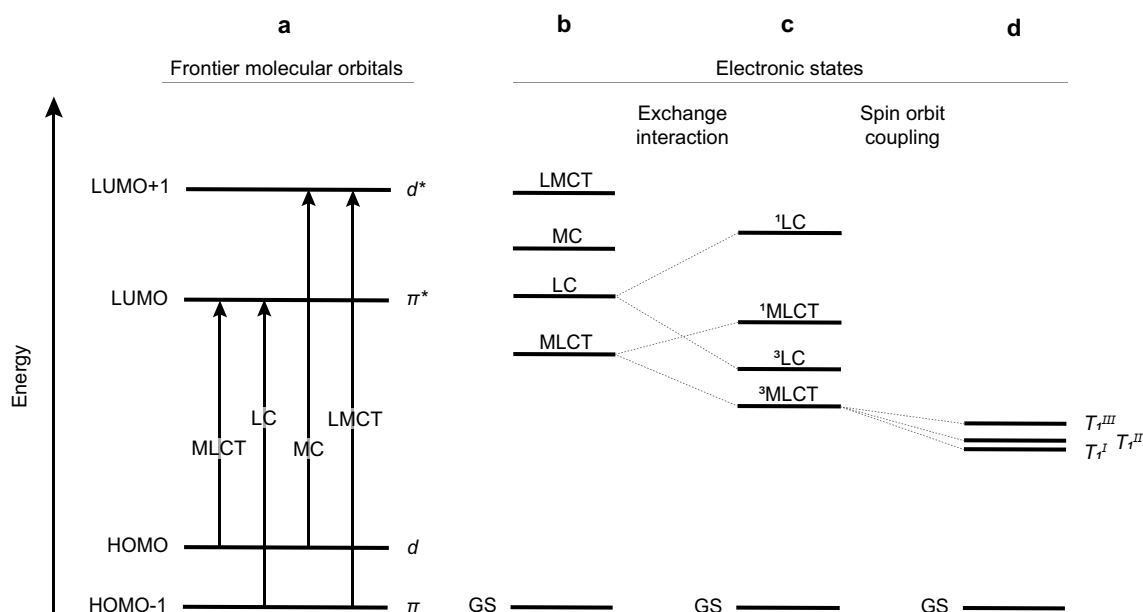 a b c d
Frontier molecular orbitals Electronic states
Exchange interaction
Spin orbit coupling
LUMO+1 d* LMCT
¹LC
MC
LUMO π* LC
¹MLCT
MLCT
³LC
³MLCT
Energy
MLCT LC MC LMCT
T₁ᴵᴵᴵ
T₁ᴵᴵ
T₁ᴵ
HOMO d
HOMO-1 π GS GS GS